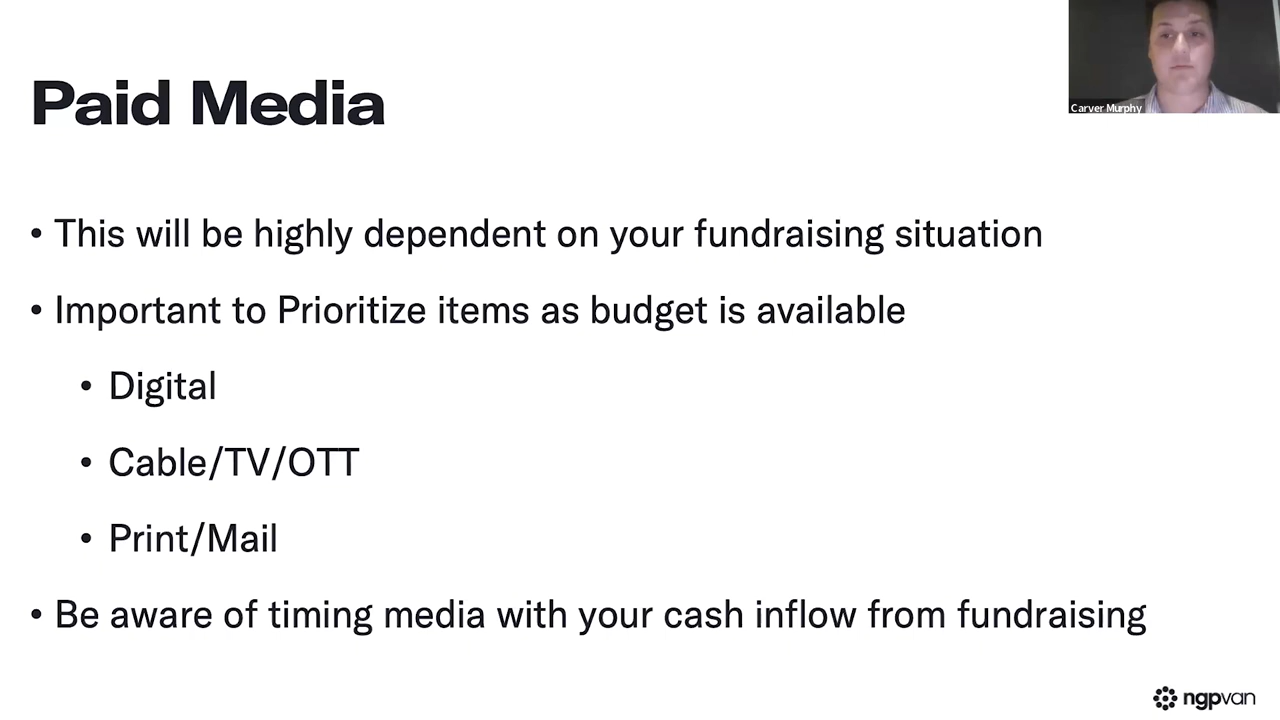 Carver Murphy
Paid Media
• This will be highly dependent on your fundraising situation
• Important to Prioritize items as budget is available
• Digital
• Cable/TV/OTT
• Print/Mail
• Be aware of timing media with your cash inflow from fundraising
ngpvan